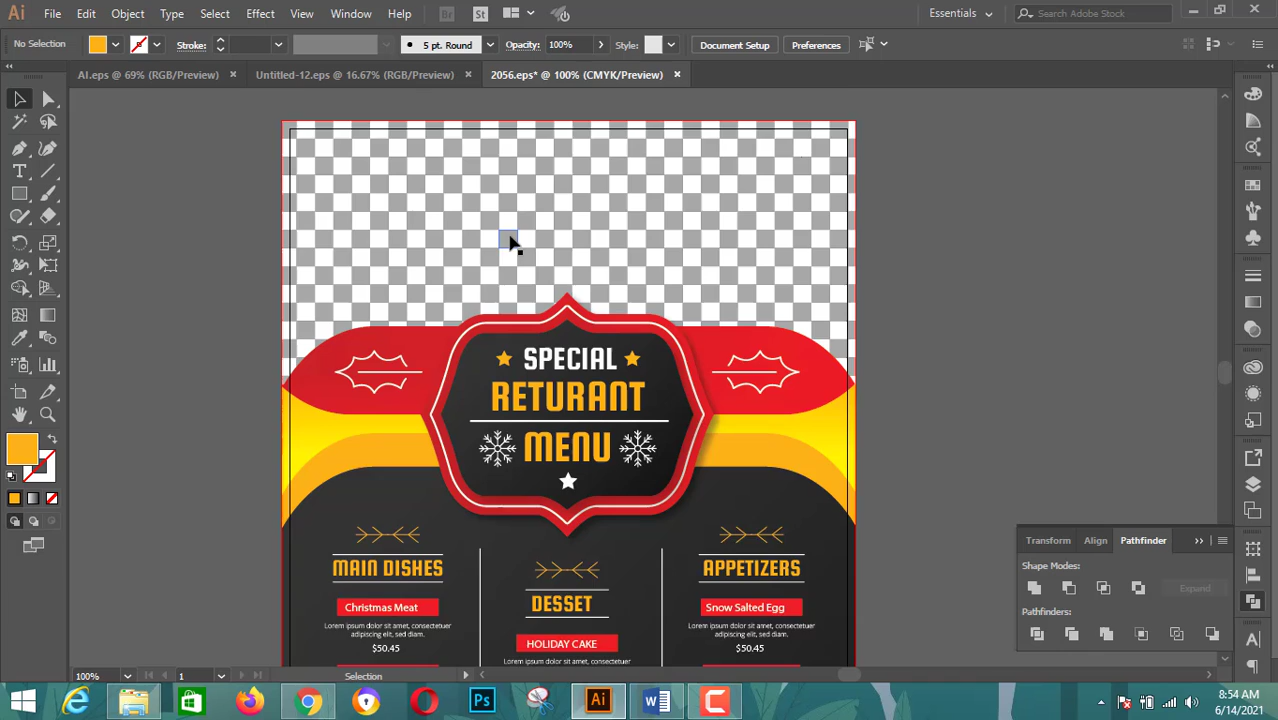 Ai File Edit Object Type Select Effect View Window Help Br St Essentials Search Adobe Stock
No Selection Stroke: 5 pt. Round Opacity: 100% Style: Document Setup Preferences
AI.eps @ 69% (RGB/Preview) Untitled-12.eps @ 16.67% (RGB/Preview) 2056.eps* @ 100% (CMYK/Preview)
SPECIAL
RETURANT
MENU
MAIN DISHES
Christmas Meat
Lorem ipsum dolor sit amet, consectetuer
adipiscing elit, sed diam.
$50.45
DESSET
HOLIDAY CAKE
Lorem ipsum dolor sit amet, consectetuer
APPETIZERS
Snow Salted Egg
Lorem ipsum dolor sit amet, consectetuer
adipiscing elit, sed diam.
$50.45
Transform Align Pathfinder
Shape Modes:
Expand
Pathfinders:
100% 1 Selection
Ps Ai W C
8:54 AM
6/14/2021